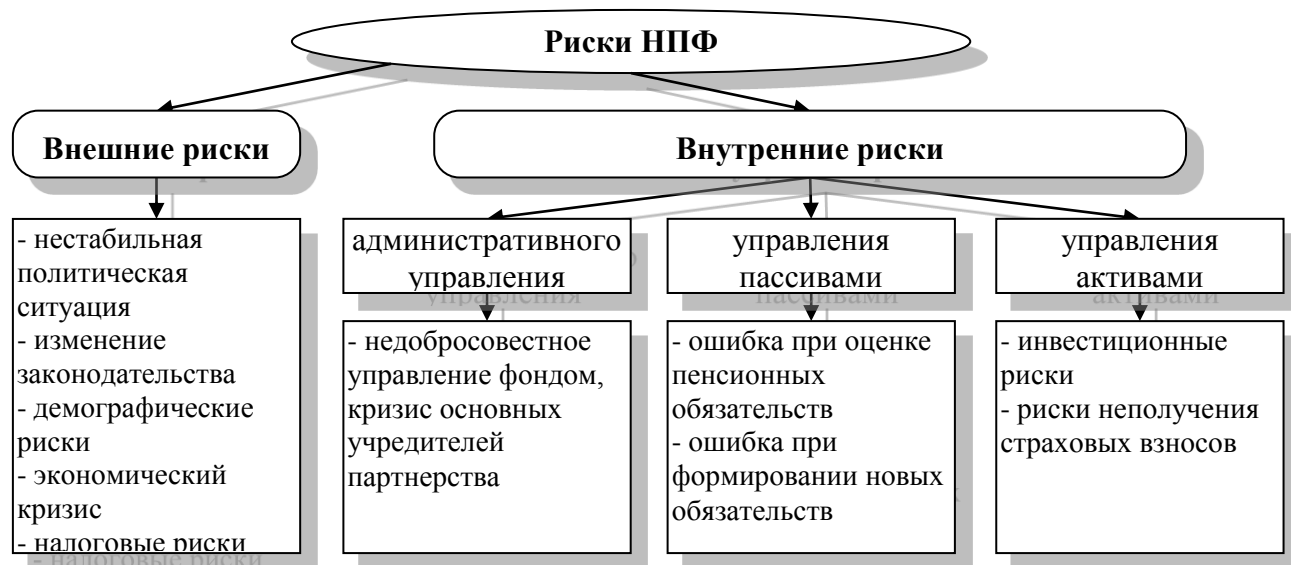 Риски НПФ
Внешние риски
Внутренние риски
- нестабильная
политическая
ситуация
- изменение
законодательства
- демографические
риски
- экономический
кризис
- налоговые риски
административного
управления
- недобросовестное
управление фондом,
кризис основных
учредителей
партнерства
управления
пассивами
- ошибка при оценке
пенсионных
обязательств
- ошибка при
формировании новых
обязательств
управления
активами
- инвестиционные
риски
- риски неполучения
страховых взносов